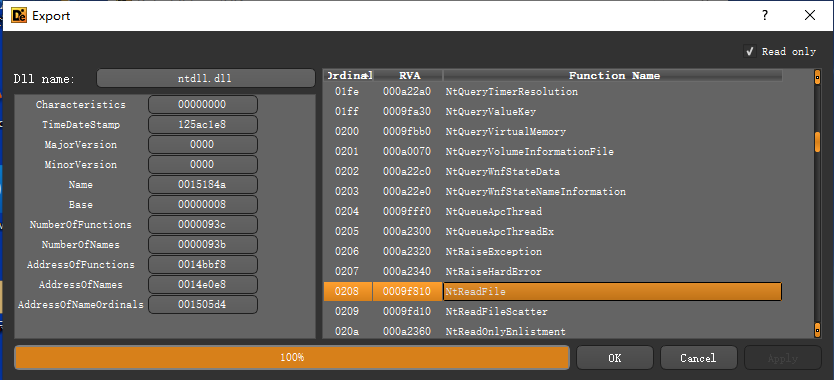 De Export ? ×
Read only
Dll name: ntdll.dll
Characteristics 00000000
TimeDateStamp 125ac1e8
MajorVersion 0000
MinorVersion 0000
Name 0015184a
Base 00000008
NumberOfFunctions 0000093c
NumberOfNames 0000093b
AddressOfFunctions 0014bbf8
AddressOfNames 0014e0e8
AddressOfNameOrdinals 001505d4
RVA Function Name
01fe 000a22a0 NtQueryTimerResolution
01ff 0009fa30 NtQueryValueKey
0200 0009fbb0 NtQueryVirtualMemory
0201 000a0070 NtQueryVolumeInformationFile
0202 000a22c0 NtQueryWnfStateData
0203 000a22e0 NtQueryWnfStateNameInformation
0204 0009fff0 NtQueueApcThread
0205 000a2300 NtQueueApcThreadEx
0206 000a2320 NtRaiseException
0207 000a2340 NtRaiseHardError
0208 0009f810 NtReadFile
0209 0009fd10 NtReadFileScatter
020a 000a2360 NtReadOnlyEnlistment
100% OK Cancel Apply